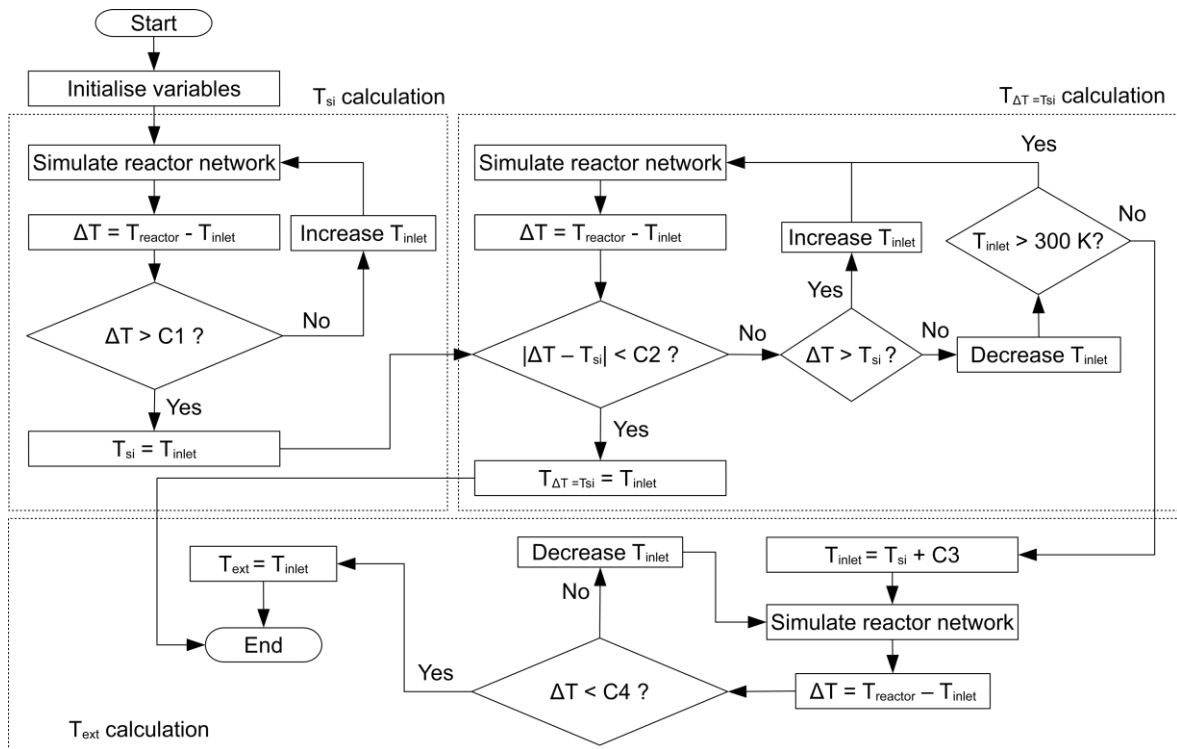 Start
Initialise variables
Tsi calculation
Simulate reactor network
ΔT = Treactor - Tinlet
Increase Tinlet
ΔT > C1 ?
No
Yes
Tsi = Tinlet
TΔT =Tsi calculation
Simulate reactor network
ΔT = Treactor - Tinlet
|ΔT – Tsi| < C2 ?
No
Yes
TΔT =Tsi = Tinlet
Increase Tinlet
Yes
ΔT > Tsi ?
No
Decrease Tinlet
Tinlet > 300 K?
Yes
No
Tinlet = Tsi + C3
Simulate reactor network
ΔT = Treactor – Tinlet
ΔT < C4 ?
No
Decrease Tinlet
Yes
Text = Tinlet
End
Text calculation